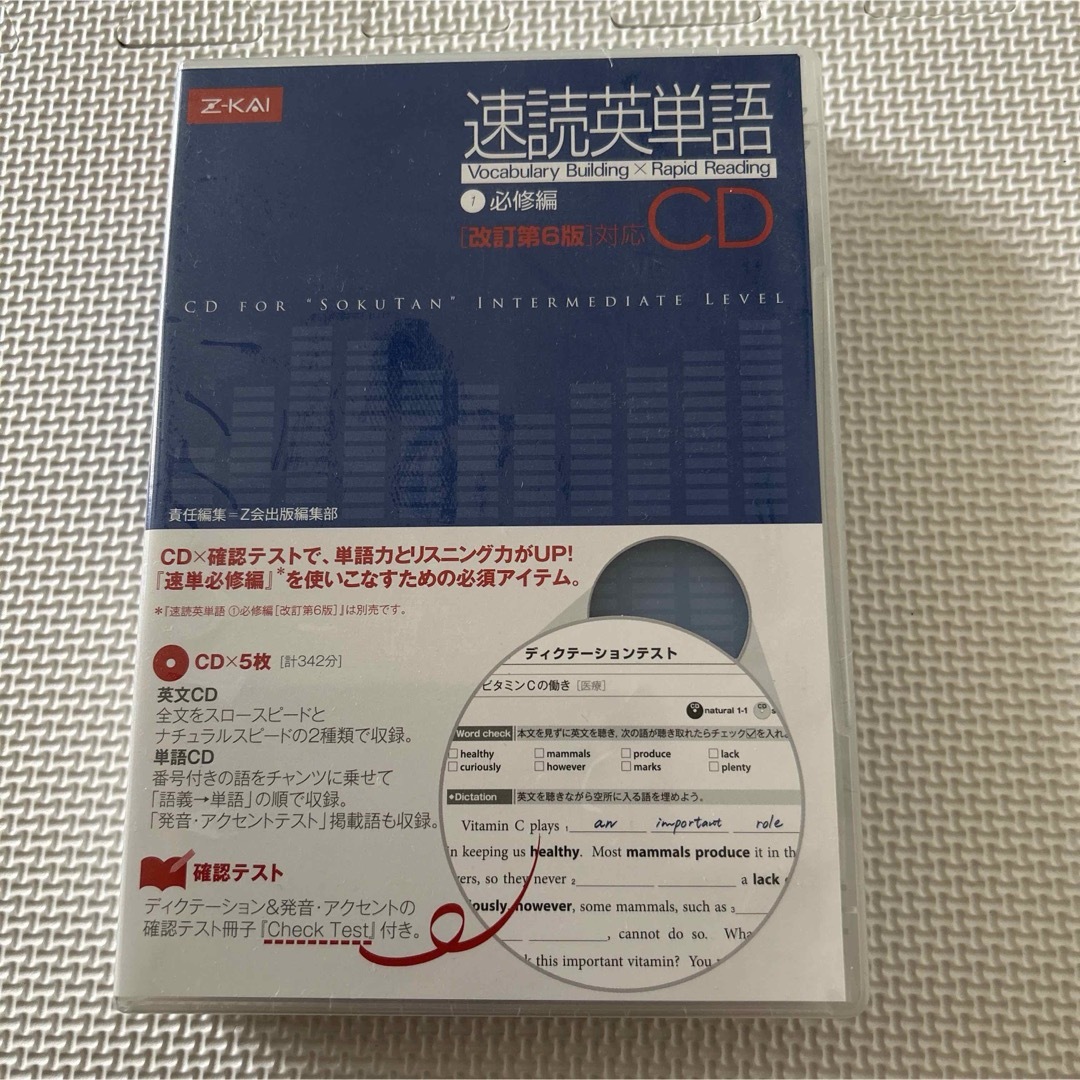 Z-KAI
速読英単語
Vocabulary Building×Rapid Reading
① 必修編
[改訂第6版]対応 CD
CD FOR "SOKUTAN" INTERMEDIATE LEVEL
責任編集=Z会出版編集部
CD×確認テストで、単語力とリスニング力がUP!
『速単必修編』*を使いこなすための必須アイテム。
*『速読英単語 ①必修編[改訂第6版]』は別売です。
CD×5枚 [計342分]
英文CD
全文をスロースピードと
ナチュラルスピードの2種類で収録。
単語CD
番号付きの語をチャンツに乗せて
「語義→単語」の順で収録。
「発音・アクセントテスト」掲載語も収録。
確認テスト
ディクテーション&発音・アクセントの
確認テスト冊子『Check Test』付き。
ディクテーションテスト
ビタミンCの働き [医療]
CD natural 1-1 CD s
Word check 本文を見ずに英文を聴き、次の語が聴き取れたらチェック☑を入れ
□ healthy □ mammals □ produce □ lack
□ curiously □ however □ marks □ plenty
◆Dictation 英文を聴きながら空所に入る語を埋めよう。
Vitamin C plays 1 an important role
n keeping us healthy. Most mammals produce it in th
ers, so they never 2 a lack
ously, however, some mammals, such as 3
, cannot do so. Wha
k this important vitamin? You